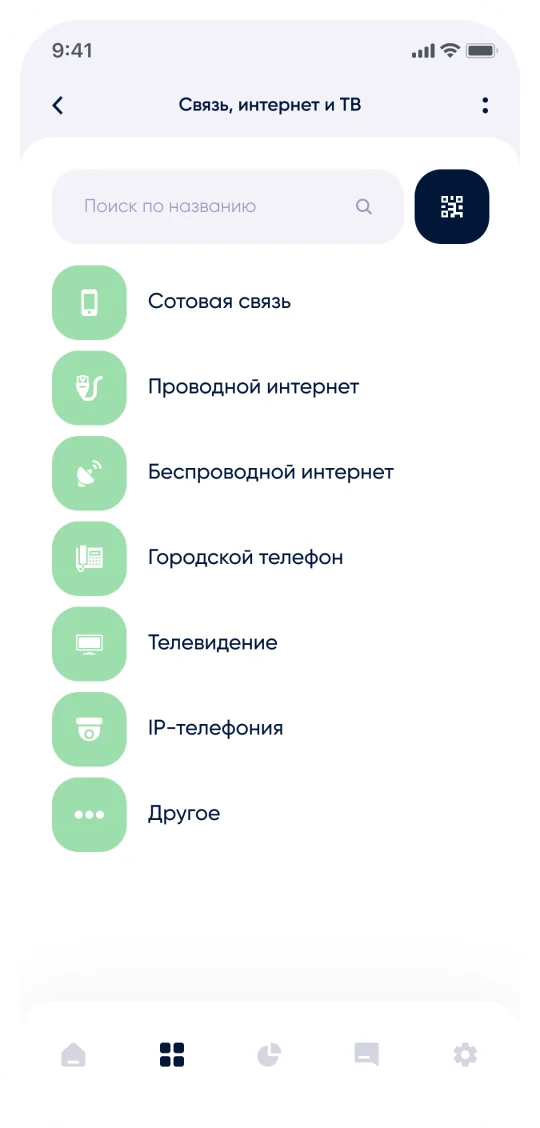 9:41
Связь, интернет и ТВ
Поиск по названию
Сотовая связь
Проводной интернет
Беспроводной интернет
Городской телефон
Телевидение
IP-телефония
Другое